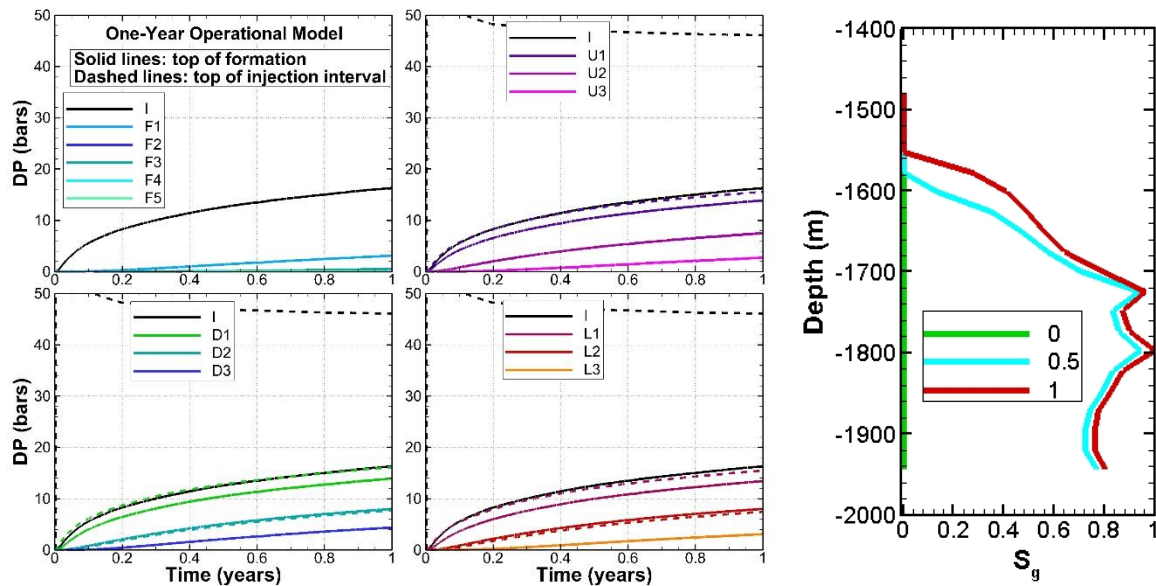 One-Year Operational Model
Solid lines: top of formation
Dashed lines: top of injection interval
I
F1
F2
F3
F4
F5
DP (bars)
50
40
30
20
10
0
0.2
0.4
0.6
0.8
1
I
U1
U2
U3
50
40
30
20
10
0
0
0.2
0.4
0.6
0.8
1
I
D1
D2
D3
DP (bars)
50
40
30
20
10
0
0
0.2
0.4
0.6
0.8
1
Time (years)
I
L1
L2
L3
50
40
30
20
10
0
0
0.2
0.4
0.6
0.8
1
Time (years)
Depth (m)
-1400
-1500
-1600
-1700
-1800
-1900
-2000
0
0.5
1
0
0.2
0.4
0.6
0.8
1
Sg